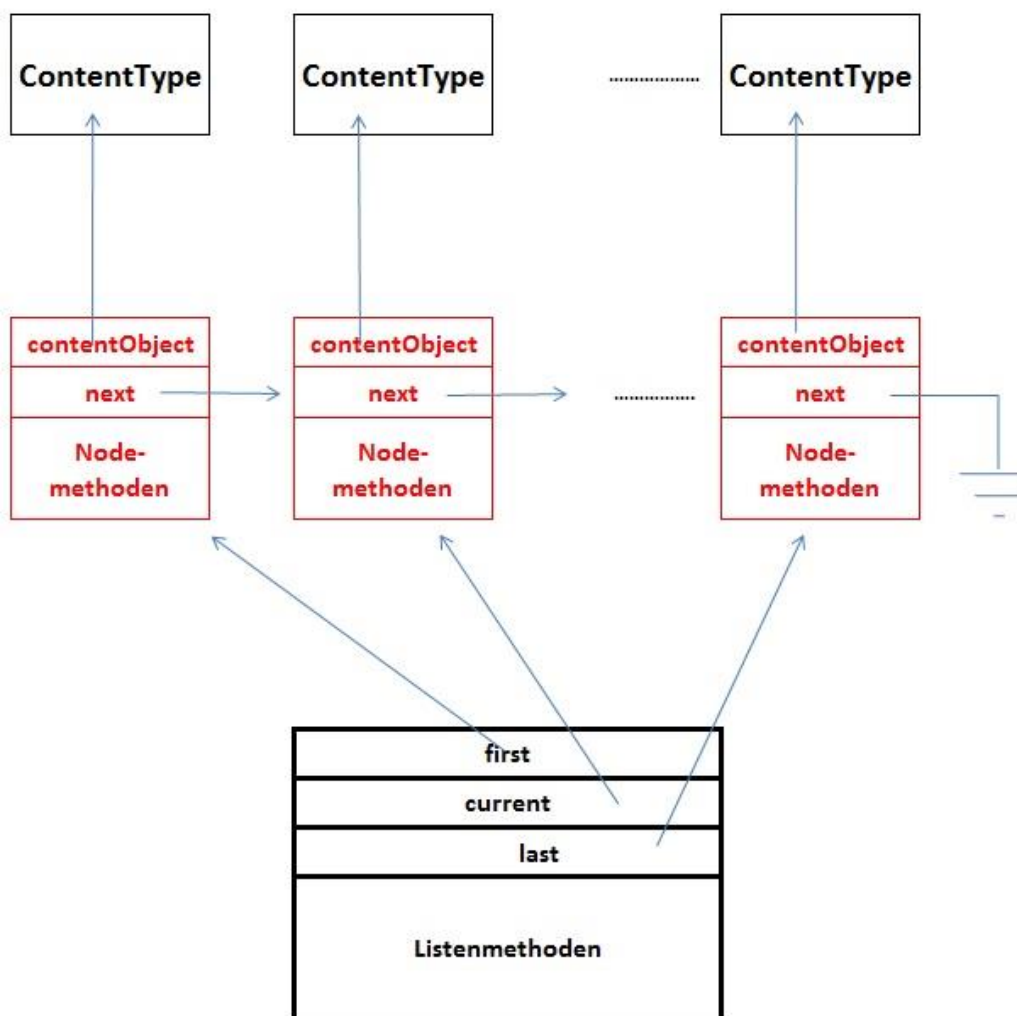 ContentType ContentType .................. ContentType
contentObject contentObject contentObject
next next ................ next
Node- Node- Node-
methoden methoden methoden
first
current
last
Listenmethoden